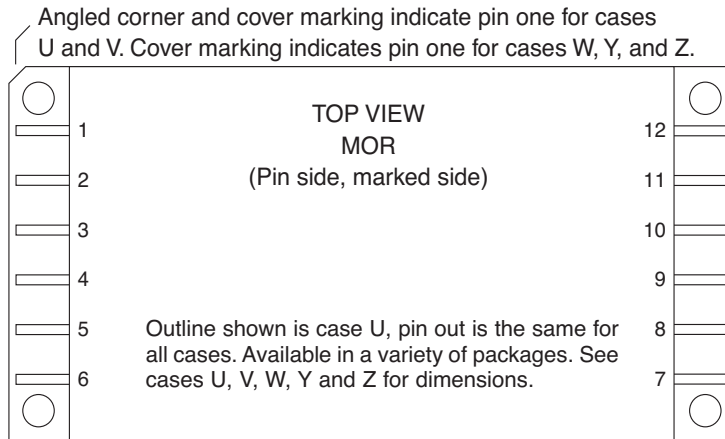 Angled corner and cover marking indicate pin one for cases
U and V. Cover marking indicates pin one for cases W, Y, and Z.
TOP VIEW
MOR
(Pin side, marked side)
1
2
3
4
5
6
12
11
10
9
8
7
Outline shown is case U, pin out is the same for
all cases. Available in a variety of packages. See
cases U, V, W, Y and Z for dimensions.